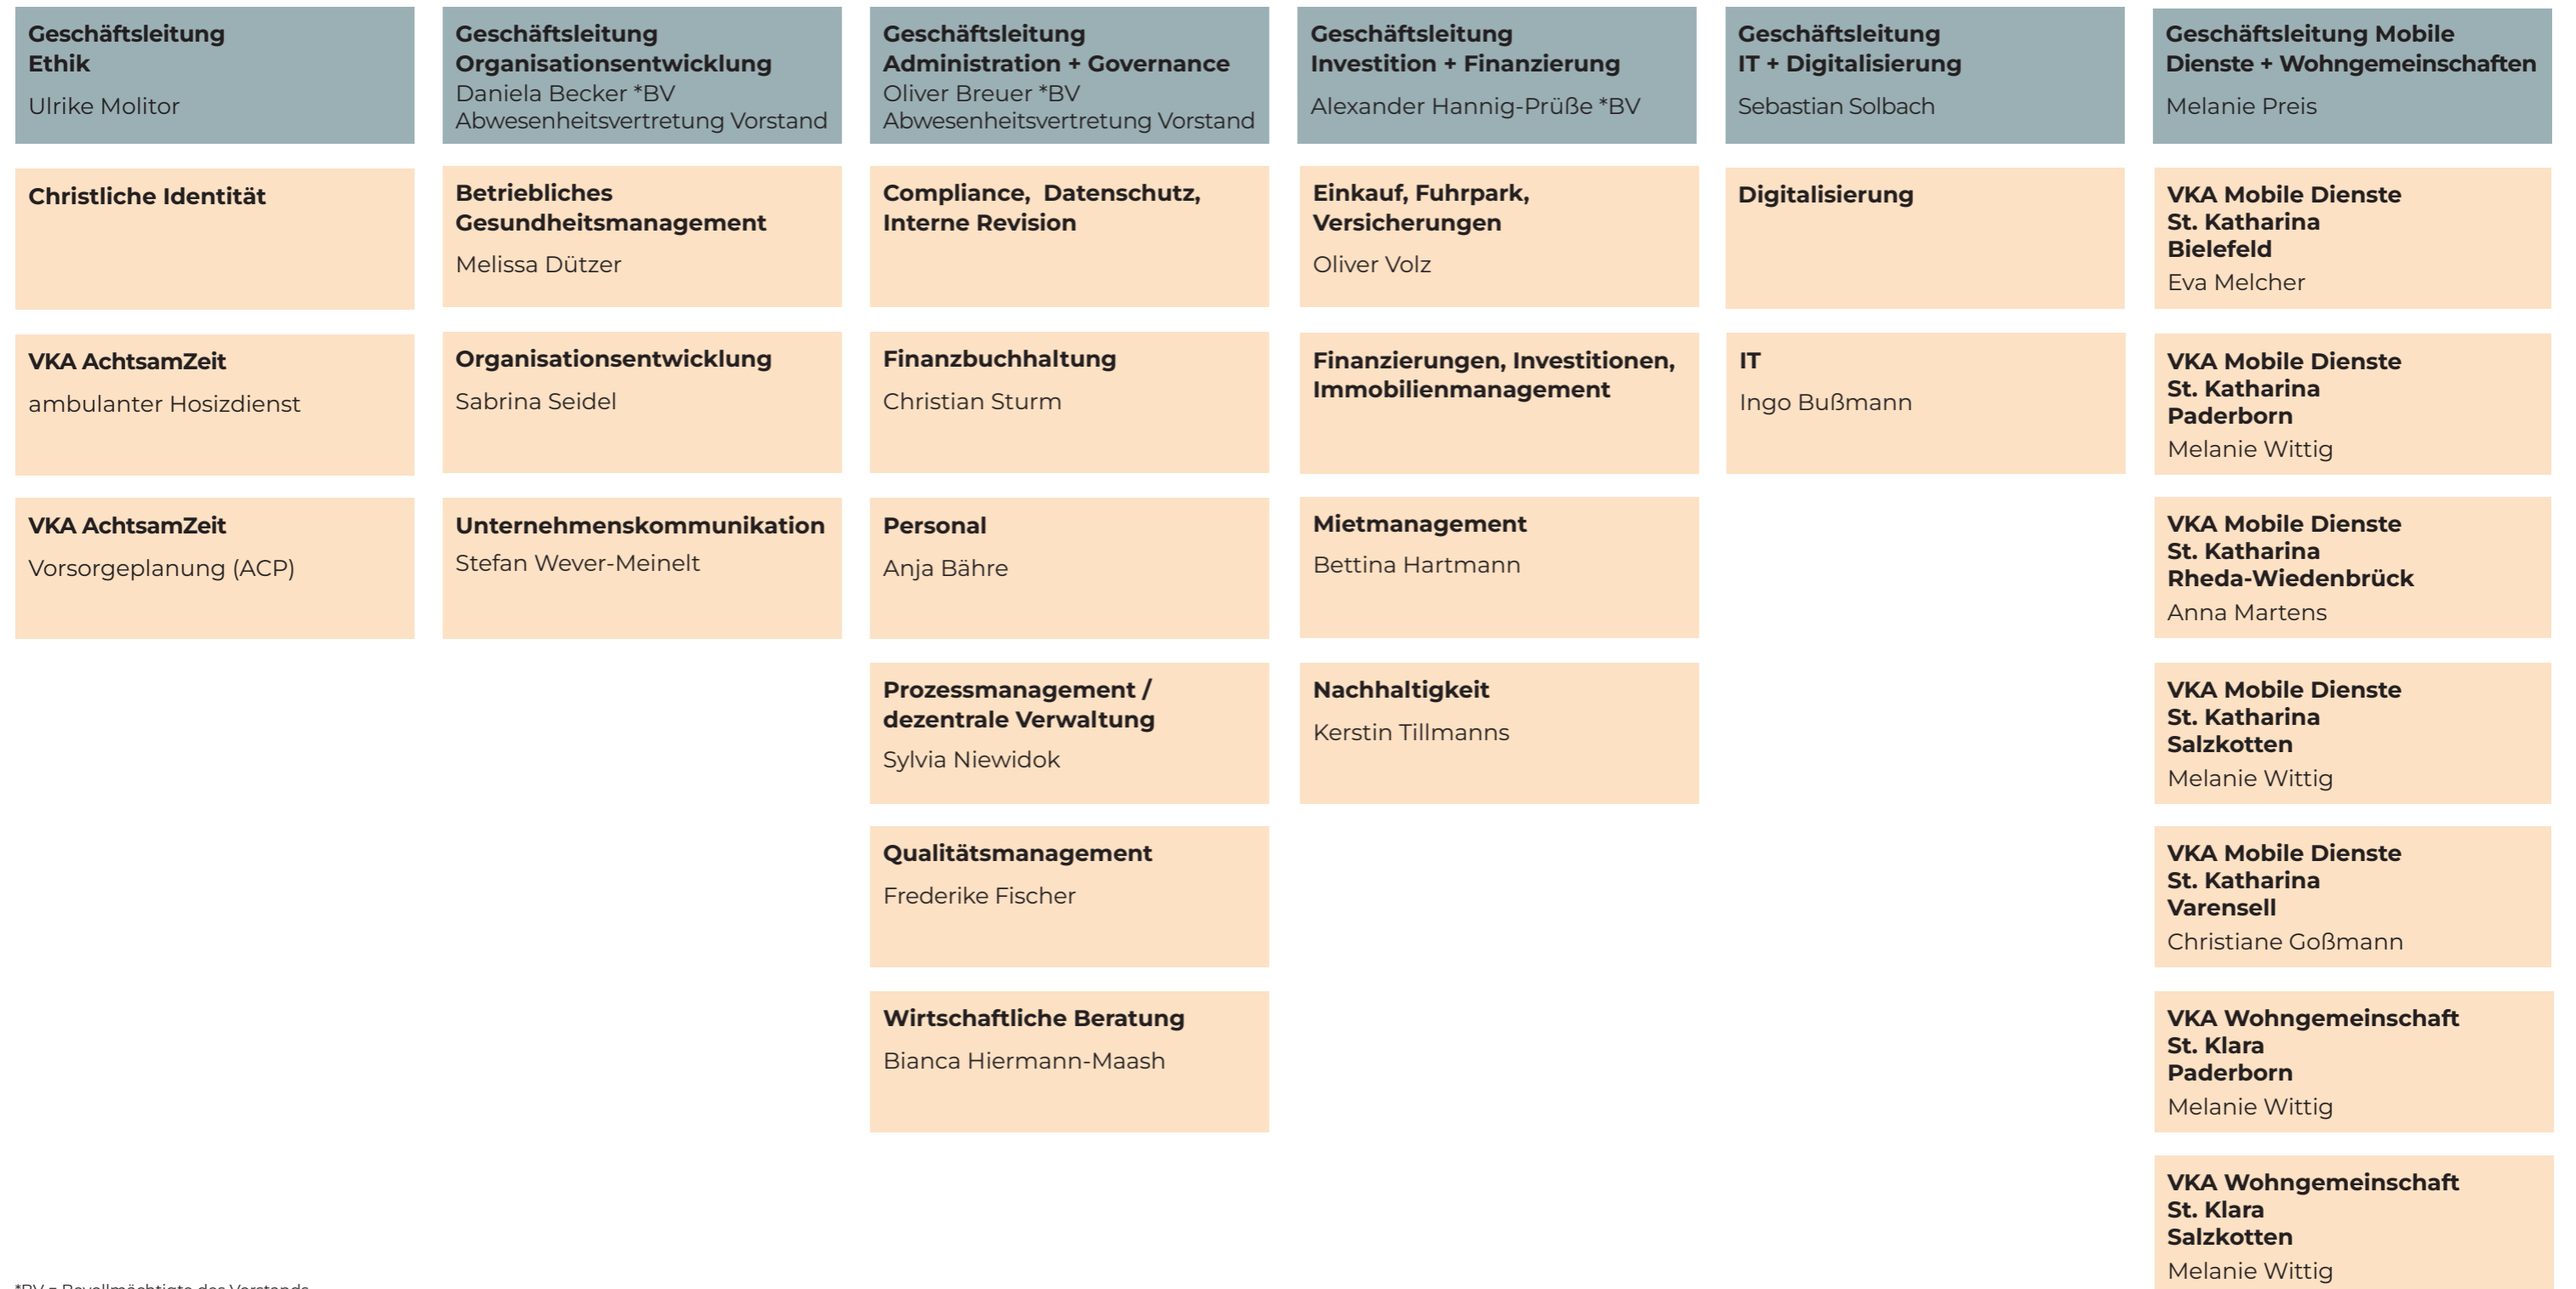 Geschäftsleitung
Ethik
Ulrike Molitor
Christliche Identität
VKA AchtsamZeit
ambulanter Hosizdienst
VKA AchtsamZeit
Vorsorgeplanung (ACP)
Geschäftsleitung
Organisationsentwicklung
Daniela Becker *BV
Abwesenheitsvertretung Vorstand
Betriebliches
Gesundheitsmanagement
Melissa Dützer
Organisationsentwicklung
Sabrina Seidel
Unternehmenskommunikation
Stefan Wever-Meinelt
Geschäftsleitung
Administration + Governance
Oliver Breuer *BV
Abwesenheitsvertretung Vorstand
Compliance, Datenschutz,
Interne Revision
Finanzbuchhaltung
Christian Sturm
Personal
Anja Bähre
Prozessmanagement /
dezentrale Verwaltung
Sylvia Niewidok
Qualitätsmanagement
Frederike Fischer
Wirtschaftliche Beratung
Bianca Hiermann-Maash
Geschäftsleitung
Investition + Finanzierung
Alexander Hannig-Prüße *BV
Einkauf, Fuhrpark,
Versicherungen
Oliver Volz
Finanzierungen, Investitionen,
Immobilienmanagement
Mietmanagement
Bettina Hartmann
Nachhaltigkeit
Kerstin Tillmanns
Geschäftsleitung
IT + Digitalisierung
Sebastian Solbach
Digitalisierung
IT
Ingo Bußmann
Geschäftsleitung Mobile
Dienste + Wohngemeinschaften
Melanie Preis
VKA Mobile Dienste
St. Katharina
Bielefeld
Eva Melcher
VKA Mobile Dienste
St. Katharina
Paderborn
Melanie Wittig
VKA Mobile Dienste
St. Katharina
Rheda-Wiedenbrück
Anna Martens
VKA Mobile Dienste
St. Katharina
Salzkotten
Melanie Wittig
VKA Mobile Dienste
St. Katharina
Varensell
Christiane Goßmann
VKA Wohngemeinschaft
St. Klara
Paderborn
Melanie Wittig
VKA Wohngemeinschaft
St. Klara
Salzkotten
Melanie Wittig
*BV = Bevollmächtigte des Vorstands